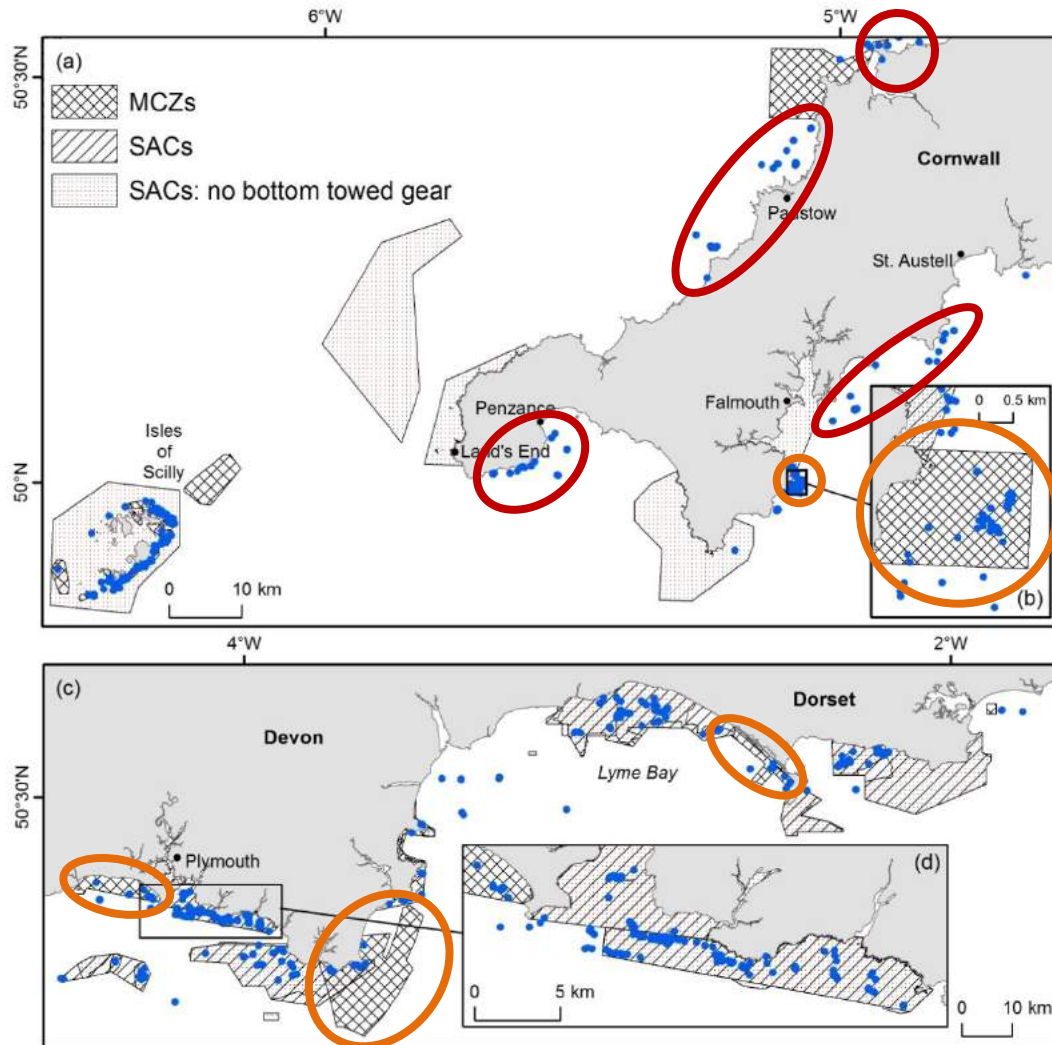 6°W
5°W
50°30'N
(a)
MCZs
SACs
SACs: no bottom towed gear
Cornwall
Padstow
St. Austell
Falmouth
0 0.5 km
Penzance
Land's End
50°N
Isles
of
Scilly
0 10 km
(b)
4°W
2°W
(c)
Devon
Dorset
Lyme Bay
50°30'N
Plymouth
(d)
0 5 km
0 10 km